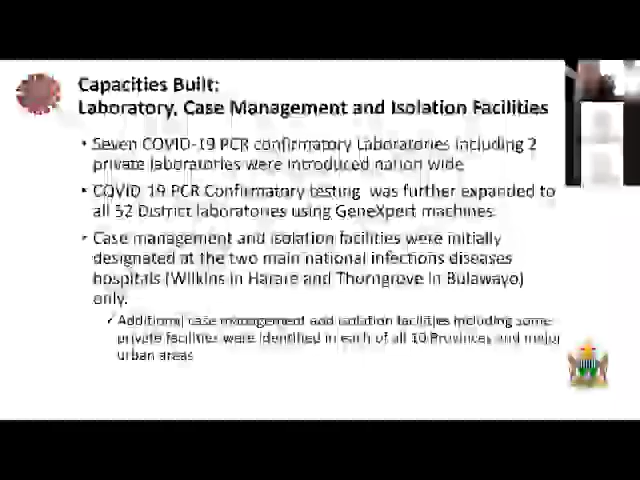 Capacities Built:
Laboratory, Case Management and Isolation Facilities
• Seven COVID-19 PCR confirmatory Laboratories including 2
private laboratories were introduced nation wide
• COVID 19 PCR Confirmatory testing was further expanded to
all 52 District laboratories using GeneXpert machines
• Case management and isolation facilities were initially
designated at the two main national infections diseases
hospitals (Wilkins in Harare and Thorngrove in Bulawayo)
only.
✓ Additional case management and isolation facilities including some
private facilities were identified in each of all 10 Provinces and major
urban areas